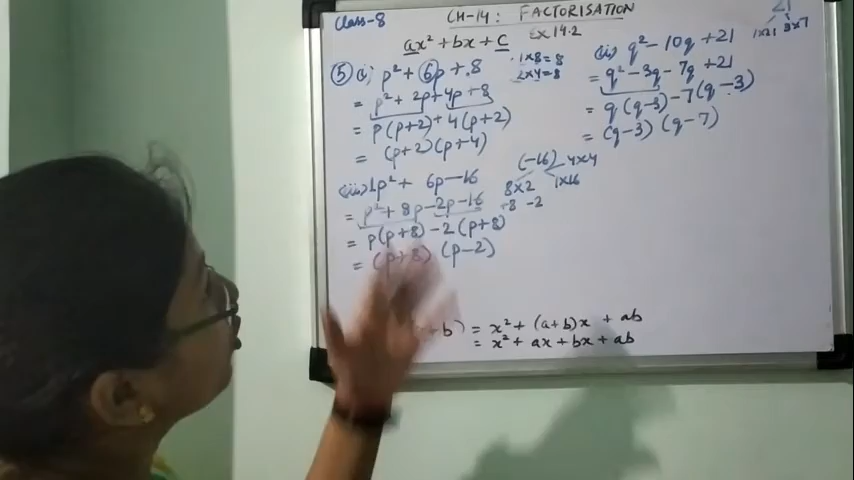 Class-8
CH-14: FACTORISATION
ax² + bx + c
Ex 14.2
⑤ i) p² + 6p + 8
1x8=8
2x4=8
= p² + 2p + 4p + 8
= p(p+2) + 4(p+2)
= (p+2) (p+4)
(ii) q² - 10q + 21
21
1x21 3x7
= q² - 3q - 7q + 21
= q(q-3) - 7(q-3)
= (q-3) (q-7)
(iii) p² + 6p - 16
(-16) 4x4
8x2 1x16
-2
= p² + 8p - 2p - 16
= p(p+8) - 2(p+8)
= (p+8) (p-2)
+b) = x² + (a+b)x + ab
= x² + ax + bx + ab